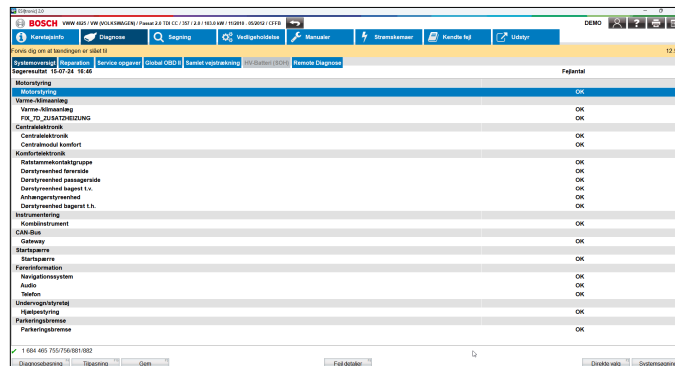 ESI[tronic] 2.0
BOSCH VWW 4825 / VW (VOLKSWAGEN) / Passat 2.0 TDI CC / 357 / 2.0 / 103.0 kW / 11/2010 - 05/2012 / CFFB DEMO
Køretøjsinfo Diagnose Søgning Vedligeholdelse Manualer Strømskemaer Kendte fejl Udstyr
Forvis dig om at tændingen er slået til 12.
Systemoversigt Reparation Service opgaver Global OBD II Samlet vejstrækning HV-Batteri (SOH) Remote Diagnose
Søgeresultat 15-07-24 16:46 Fejlantal
Motorstyring
Motorstyring OK
Varme-/klimaanlæg
Varme-/klimaanlæg OK
FIX_7D_ZUSATZHEIZUNG OK
Centralelektronik
Centralelektronik OK
Centralmodul komfort OK
Komfortelektronik
Ratstammekontaktgruppe OK
Dørstyreenhed førerside OK
Dørstyreenhed passagerside OK
Dørstyreenhed bagest t.v. OK
Anhængerstyreenhed OK
Dørstyreenhed bagerst t.h. OK
Instrumentering
Kombiinstrument OK
CAN-Bus
Gateway OK
Startspærre
Startspærre OK
Førerinformation
Navigationssystem OK
Audio OK
Telefon OK
Undervogn/styretøj
Hjælpestyring OK
Parkeringsbremse
Parkeringsbremse OK
1 684 465 755/756/881/882
Diagnosebøsning Tilpasning Gem Fejl detaljer Direkte valg Systemsøgning